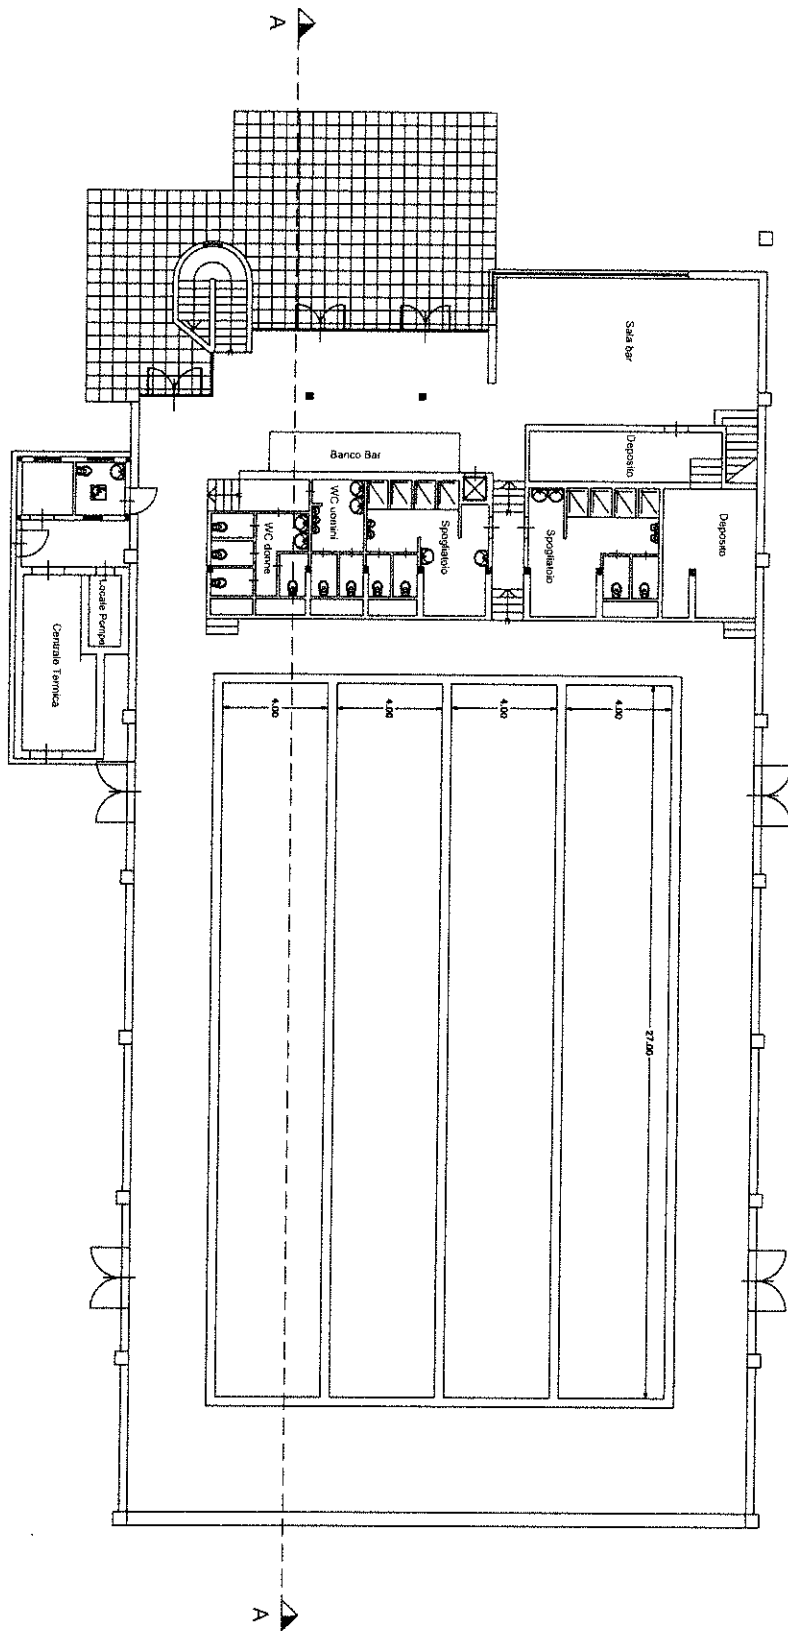 A
Sala bar
Deposito
Banco Bar
Deposito
WC uomini
Spogliatoio
WC donne
Spogliatoio
Locale Pompe
Centrale Termica
4.00
4.00
4.00
4.00
27.00
A